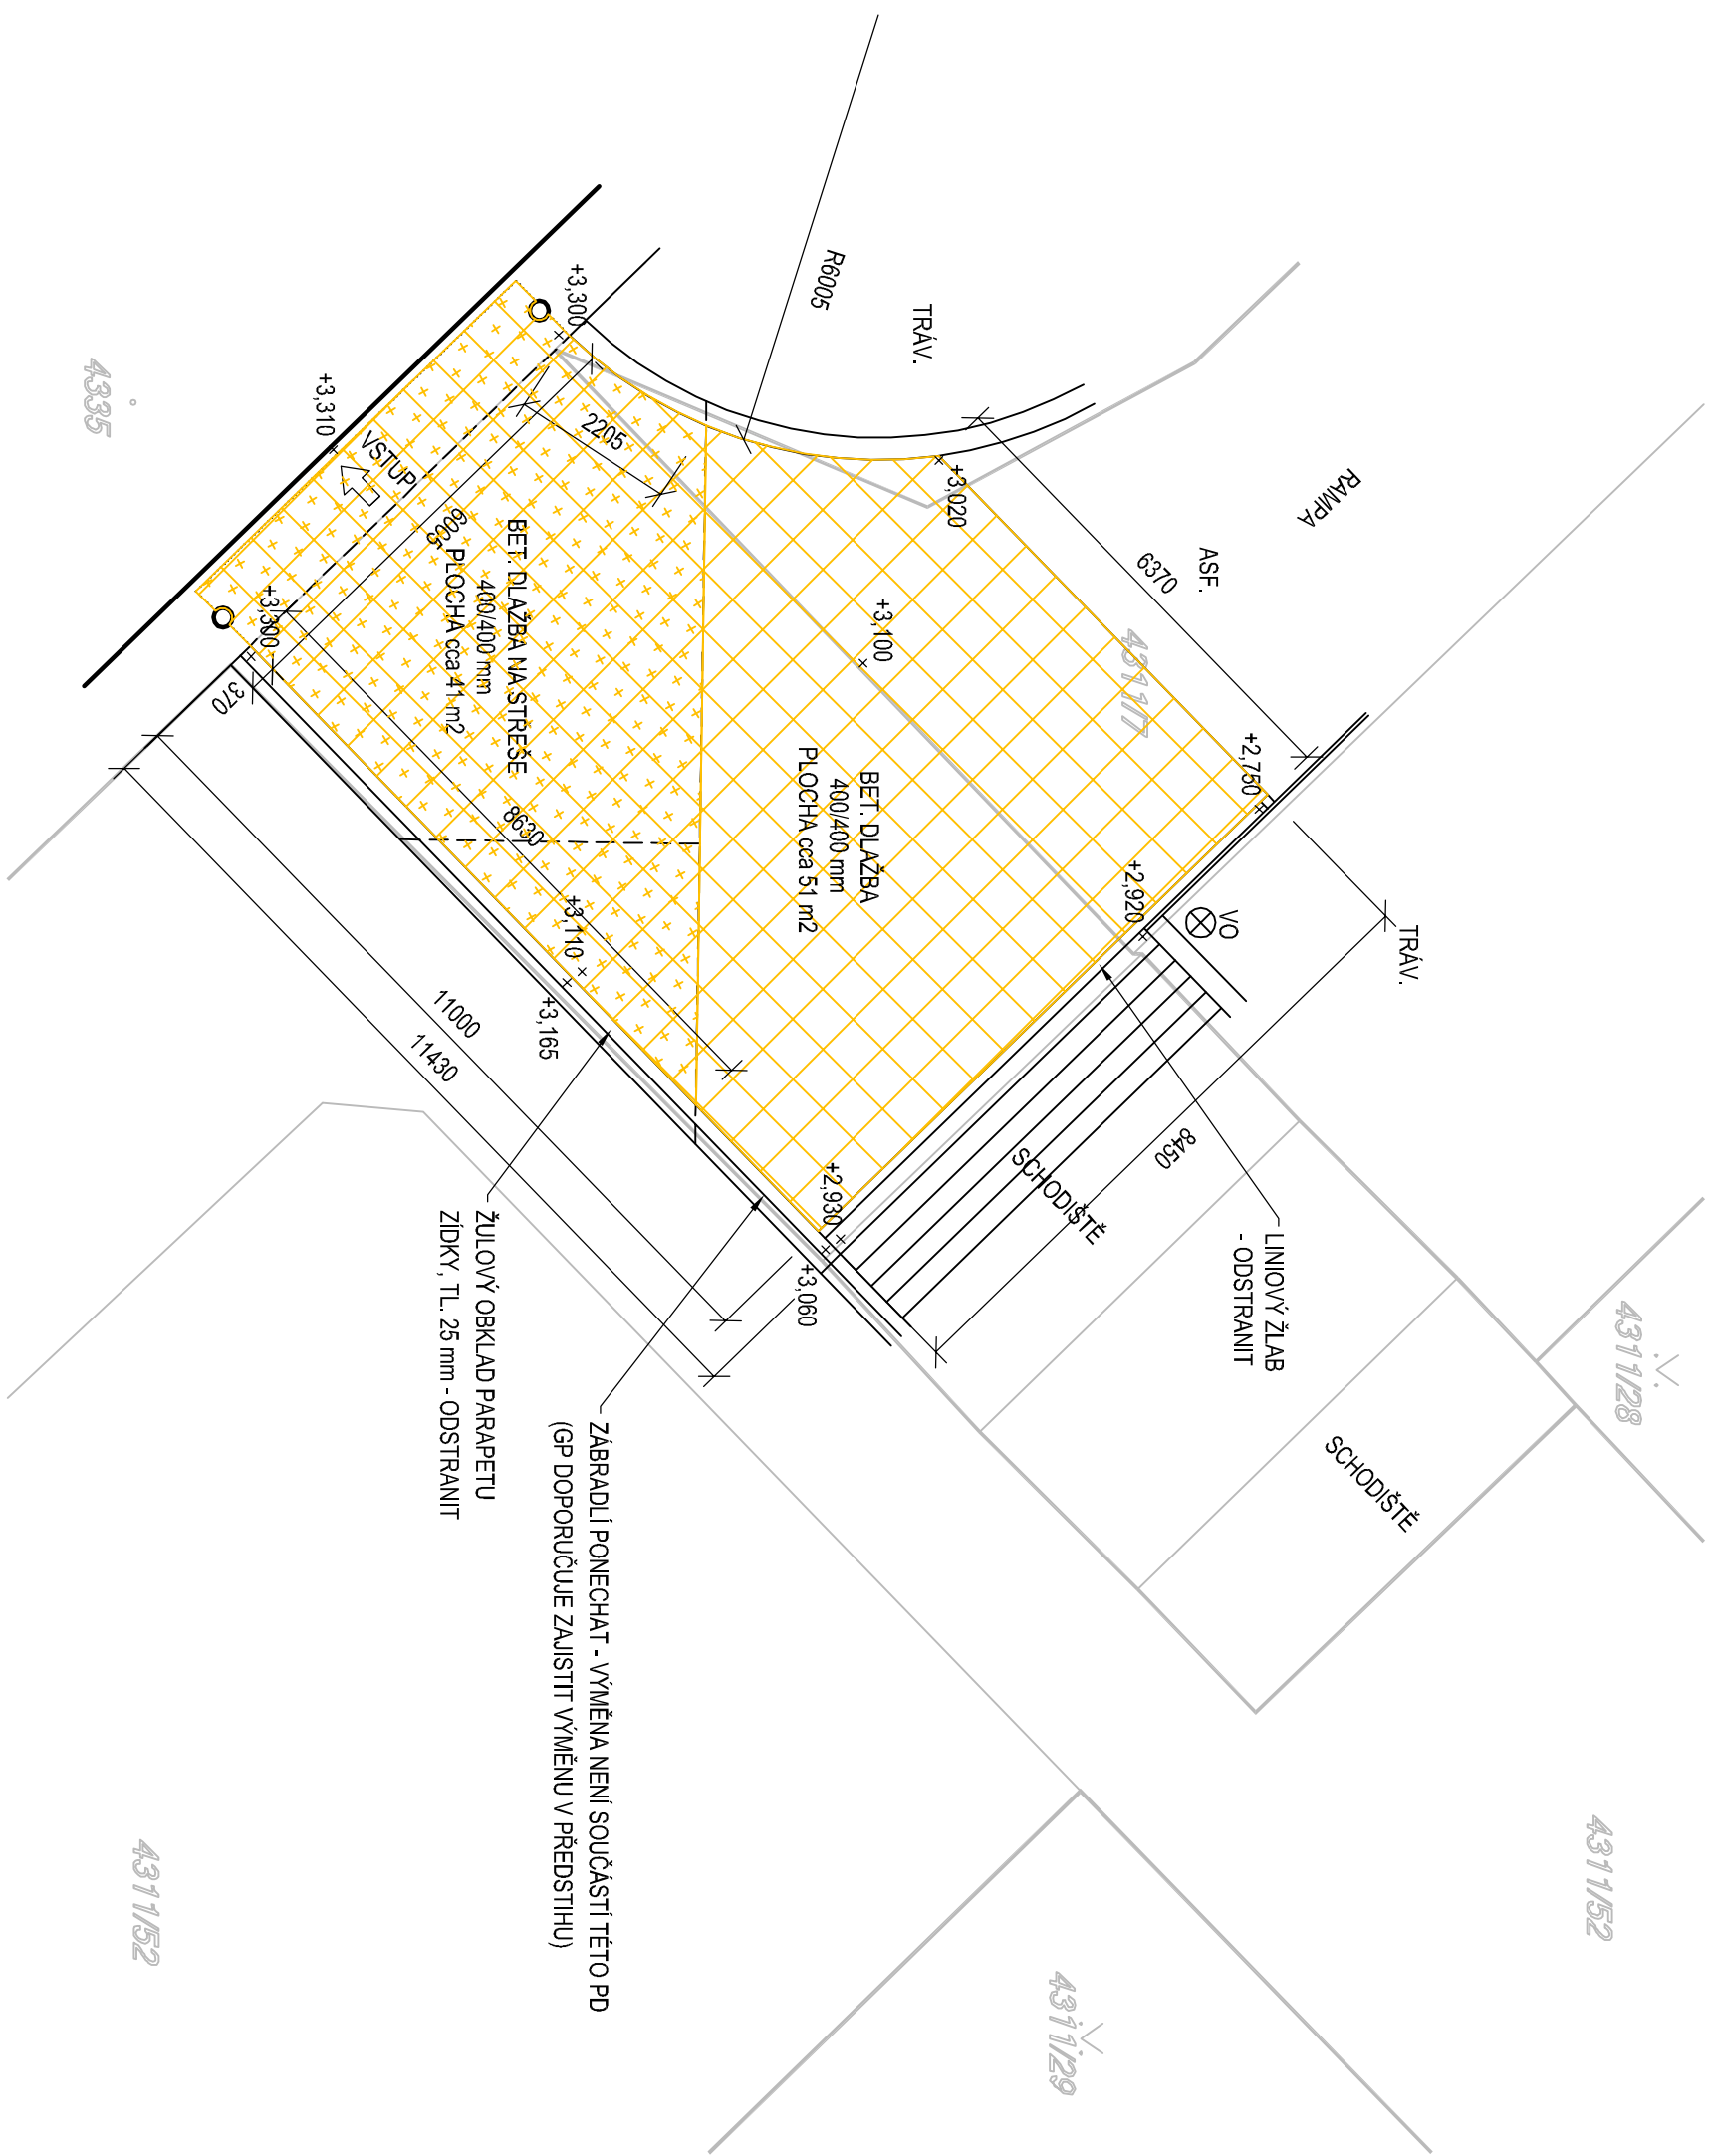 4311/28
4311/52
RAMPA
TRÁV.
VO
LINIOVÝ ŽLAB
- ODSTRANIT
SCHODIŠTĚ
ASF.
6370
+2,750
+2,920
8450
SCHODIŠTĚ
4311/7
4311/29
TRÁV.
+3,020
+3,100
BET. DLAŽBA
400/400 mm
PLOCHA cca 51 m2
+2,930
+3,060
R6005
+3,300
2205
BET. DLAŽBA NA STREŠE
400/400 mm
PLOCHA cca 41 m2
6005
8630
+3,110
+3,165
ZÁBRADLÍ PONECHAT - VÝMĚNA NENÍ SOUČÁSTÍ TÉTO PD
(GP DOPORUČUJE ZAJISTIT VÝMĚNU V PŘEDSTIHU)
VSTUP
+3,310
+3,300
370
11000
11430
ŽULOVÝ OBKLAD PARAPETU
ZÍDKY, TL. 25 mm - ODSTRANIT
4335
4311/52